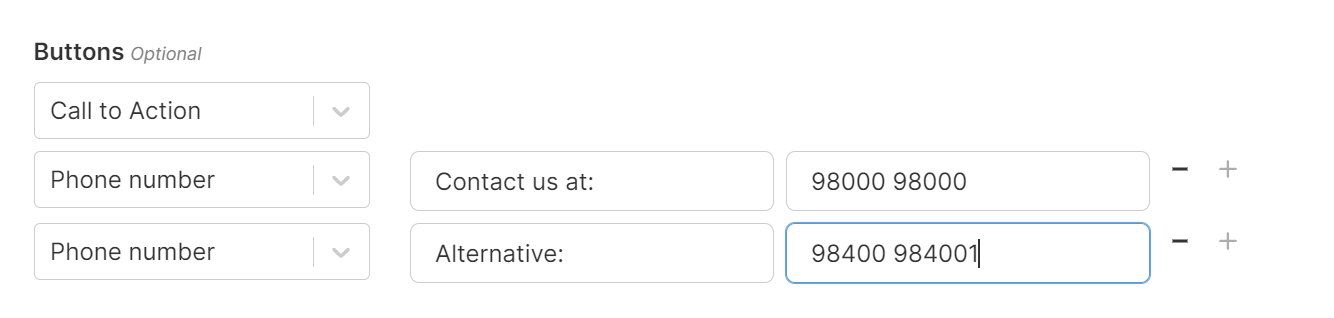 Buttons Optional
Call to Action
Phone number Contact us at: 98000 98000
Phone number Alternative: 98400 984001